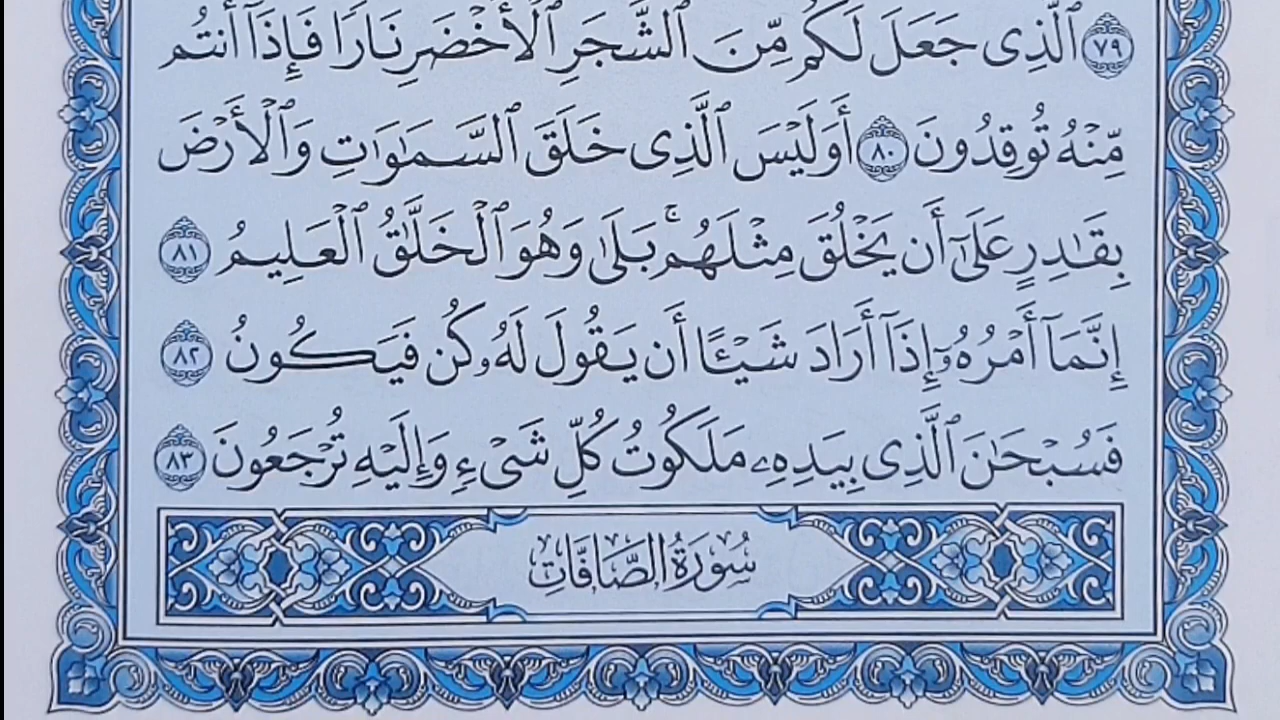 ٧٩ ٱلَّذِى جَعَلَ لَكُم مِّنَ ٱلشَّجَرِ ٱلْأَخْضَرِ نَارًا فَإِذَآ أَنتُم
مِّنْهُ تُوقِدُونَ ٨٠ أَوَلَيْسَ ٱلَّذِى خَلَقَ ٱلسَّمَٰوَٰتِ وَٱلْأَرْضَ
بِقَٰدِرٍ عَلَىٰٓ أَن يَخْلُقَ مِثْلَهُم ۚ بَلَىٰ وَهُوَ ٱلْخَلَّٰقُ ٱلْعَلِيمُ ٨١
إِنَّمَآ أَمْرُهُۥٓ إِذَآ أَرَادَ شَيْـًٔا أَن يَقُولَ لَهُۥ كُن فَيَكُونُ ٨٢
فَسُبْحَٰنَ ٱلَّذِى بِيَدِهِۦ مَلَكُوتُ كُلِّ شَىْءٍ وَإِلَيْهِ تُرْجَعُونَ ٨٣
سُورَةُ الصَّافَّاتِ